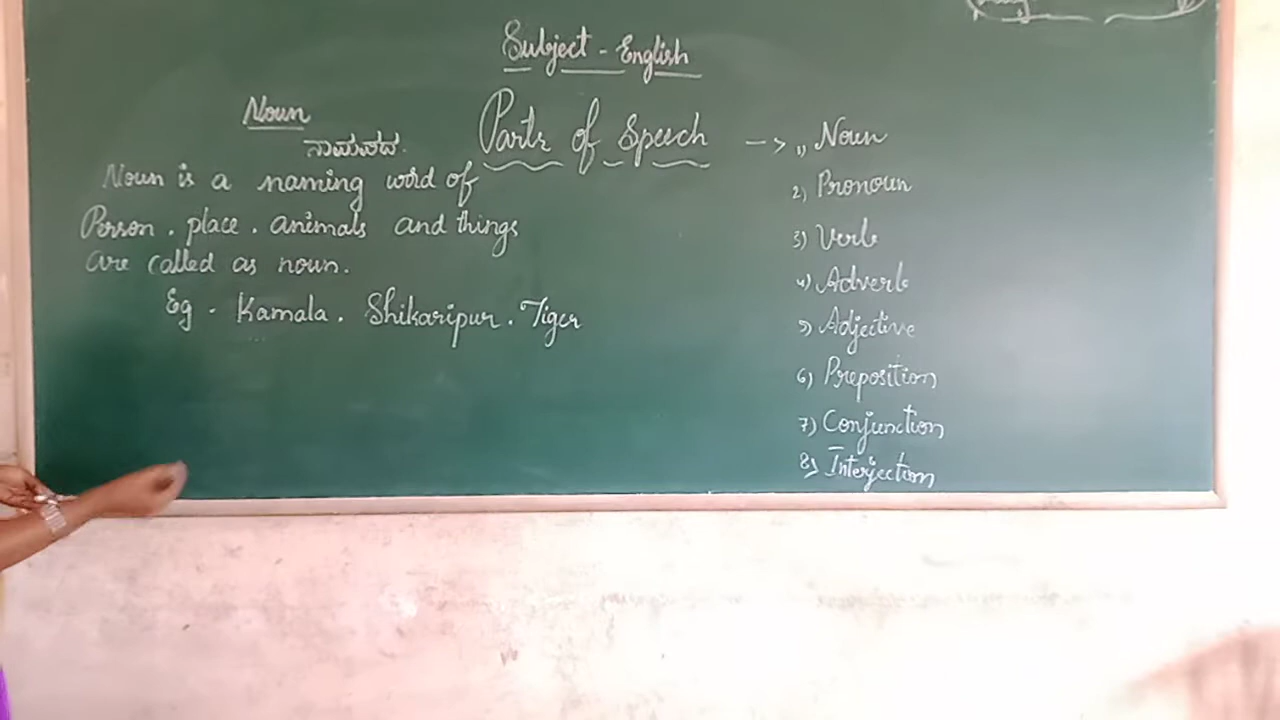 Subject - English
Parts of Speech
Noun
ನಾಮಪದ.
Noun is a naming word of
Person, place, animals and things
are called as noun.
Eg - Kamala, Shikaripur, Tiger
-> 1) Noun
2) Pronoun
3) Verb
4) Adverb
5) Adjective
6) Preposition
7) Conjunction
8) Interjection